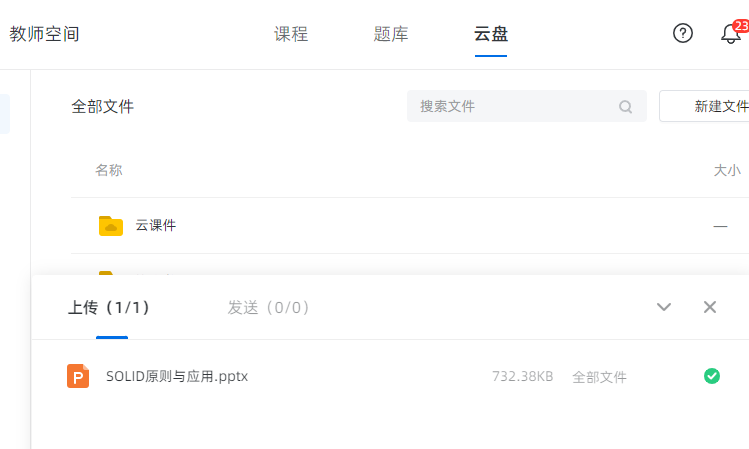 教师空间 课程 题库 云盘 23
全部文件 搜索文件 新建文件
名称 大小
云课件 —
上传（1/1） 发送（0/0）
P SOLID原则与应用.pptx 732.38KB 全部文件